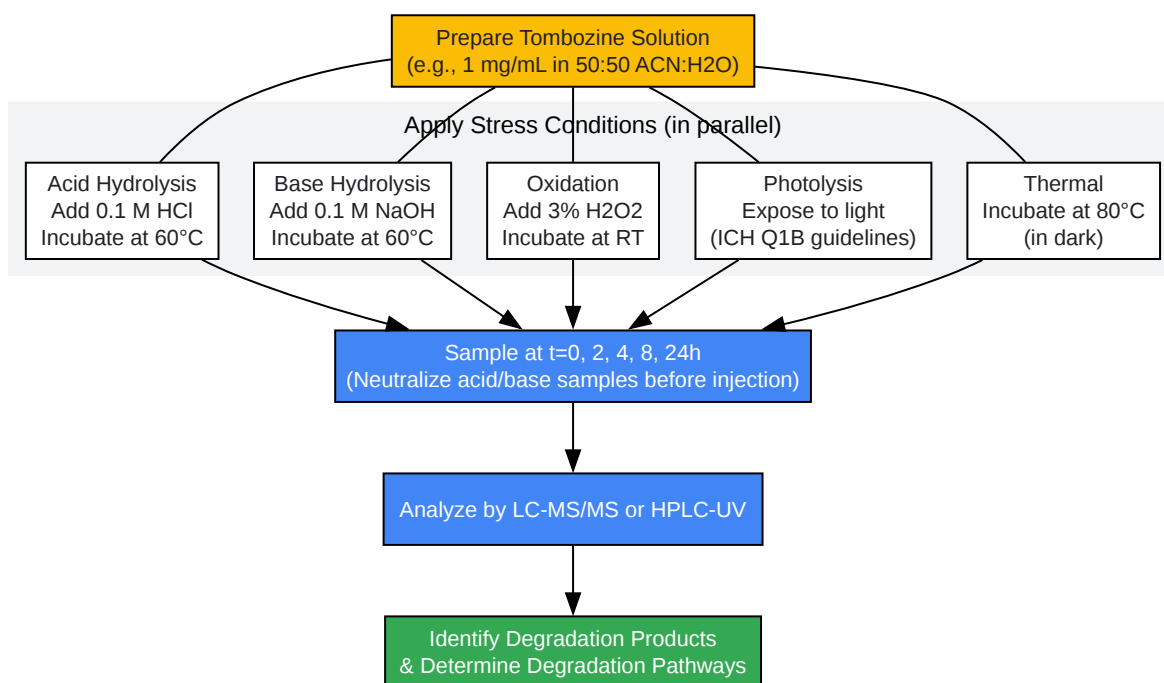 Prepare Tombozine Solution
(e.g., 1 mg/mL in 50:50 ACN:H2O)
Apply Stress Conditions (in parallel)
Acid Hydrolysis
Add 0.1 M HCl
Incubate at 60°C
Base Hydrolysis
Add 0.1 M NaOH
Incubate at 60°C
Oxidation
Add 3% H2O2
Incubate at RT
Photolysis
Expose to light
(ICH Q1B guidelines)
Thermal
Incubate at 80°C
(in dark)
Sample at t=0, 2, 4, 8, 24h
(Neutralize acid/base samples before injection)
Analyze by LC-MS/MS or HPLC-UV
Identify Degradation Products
& Determine Degradation Pathways